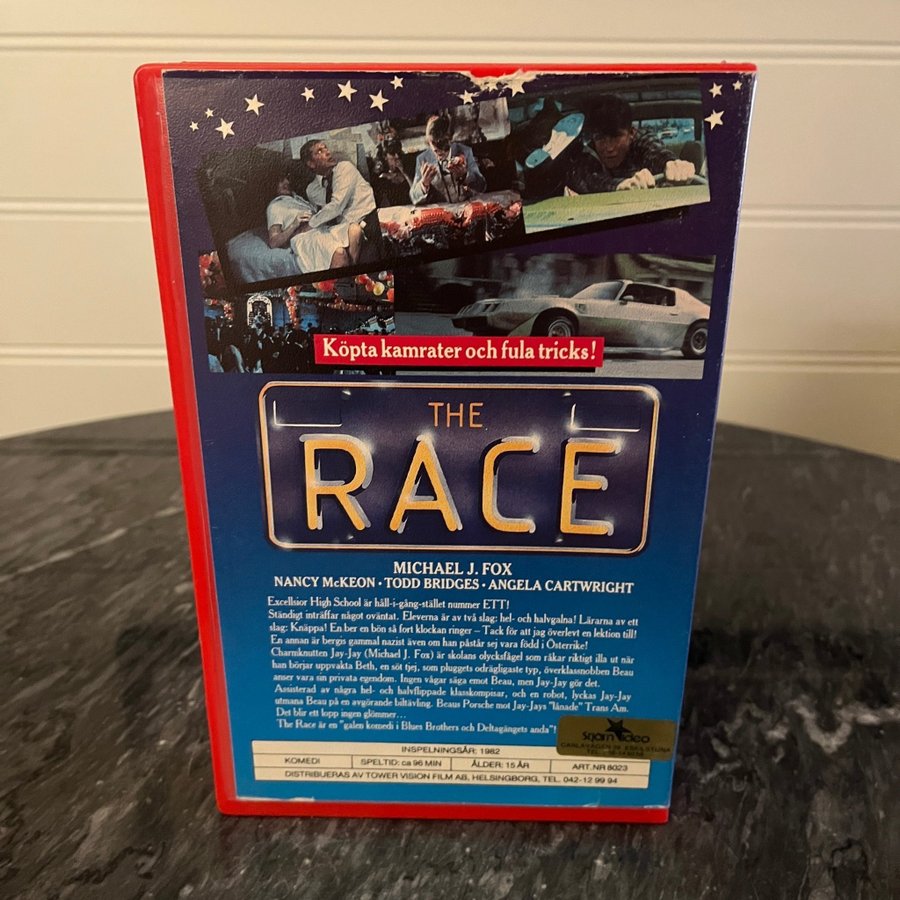 Köpta kamrater och fula tricks!
THE
RACE
MICHAEL J. FOX
NANCY McKEON · TODD BRIDGES · ANGELA CARTWRIGHT
Excellsior High School är håll-i-gång-stället nummer ETT!
Ständigt inträffar något oväntat. Eleverna är av två slag: hel- och halvgalna! Lärarna av ett
slag: Knäppa! En ber en bön så fort klockan ringer – Tack för att jag överlevt en lektion till!
En annan är bergis gammal nazist även om han påstår sej vara född i Österrike!
Charmknutten Jay-Jay (Michael J. Fox) är skolans olycksfågel som råkar riktigt illa ut när
han börjar uppvakta Beth, en söt tjej, som pluggets odrägligaste typ, överklassnobben Beau
anser vara sin privata egendom. Ingen vågar säga emot Beau, men Jay-Jay gör det.
Assisterad av några hel- och halvflippade klasskompisar, och en robot, lyckas Jay-Jay
utmana Beau på en avgörande biltävling. Beaus Porsche mot Jay-Jays "lånade" Trans Am.
Det blir ett lopp ingen glömmer...
The Race är en "galen komedi i Blues Brothers och Deltagängets anda"!
Stjärn Video
TEL.
INSPELNINGSÅR: 1982
KOMEDI SPELTID: ca 96 MIN ÅLDER: 15 ÅR ART.NR 8023
DISTRIBUERAS AV TOWER VISION FILM AB, HELSINGBORG, TEL. 042-12 99 94